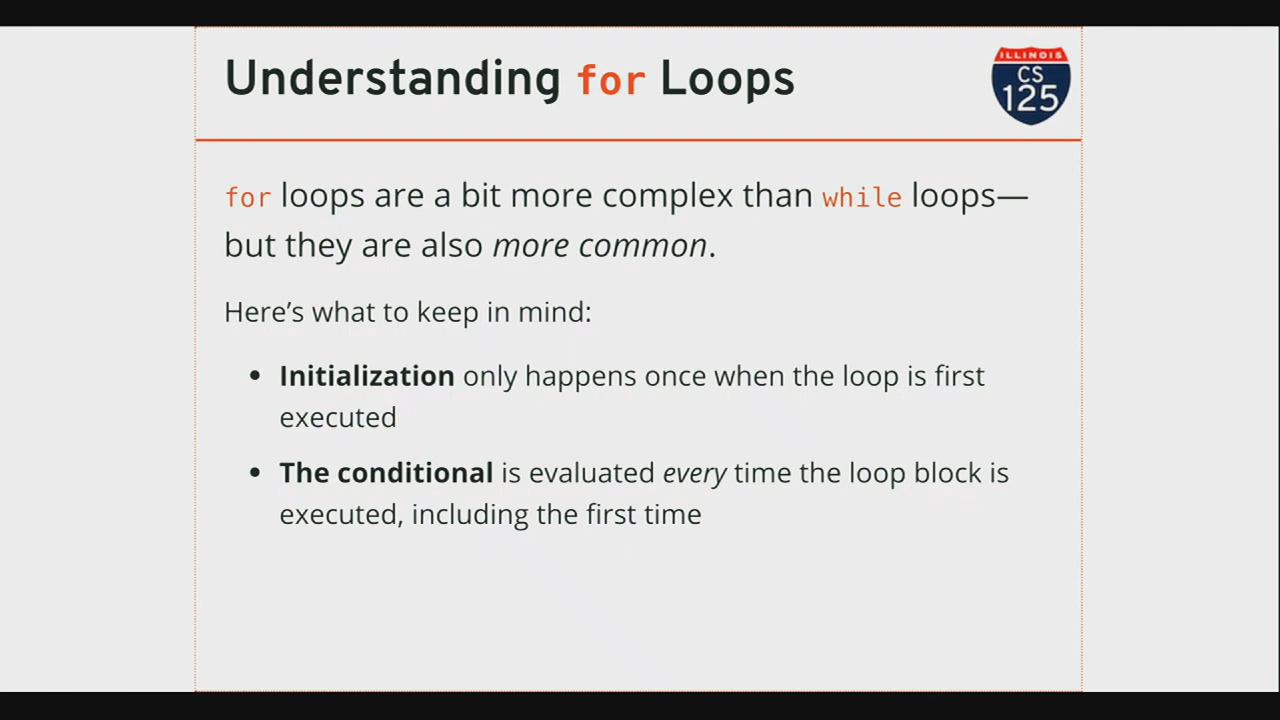 Understanding for Loops
ILLINOIS
CS
125
for loops are a bit more complex than while loops—
but they are also more common.
Here’s what to keep in mind:
• Initialization only happens once when the loop is first
executed
• The conditional is evaluated every time the loop block is
executed, including the first time